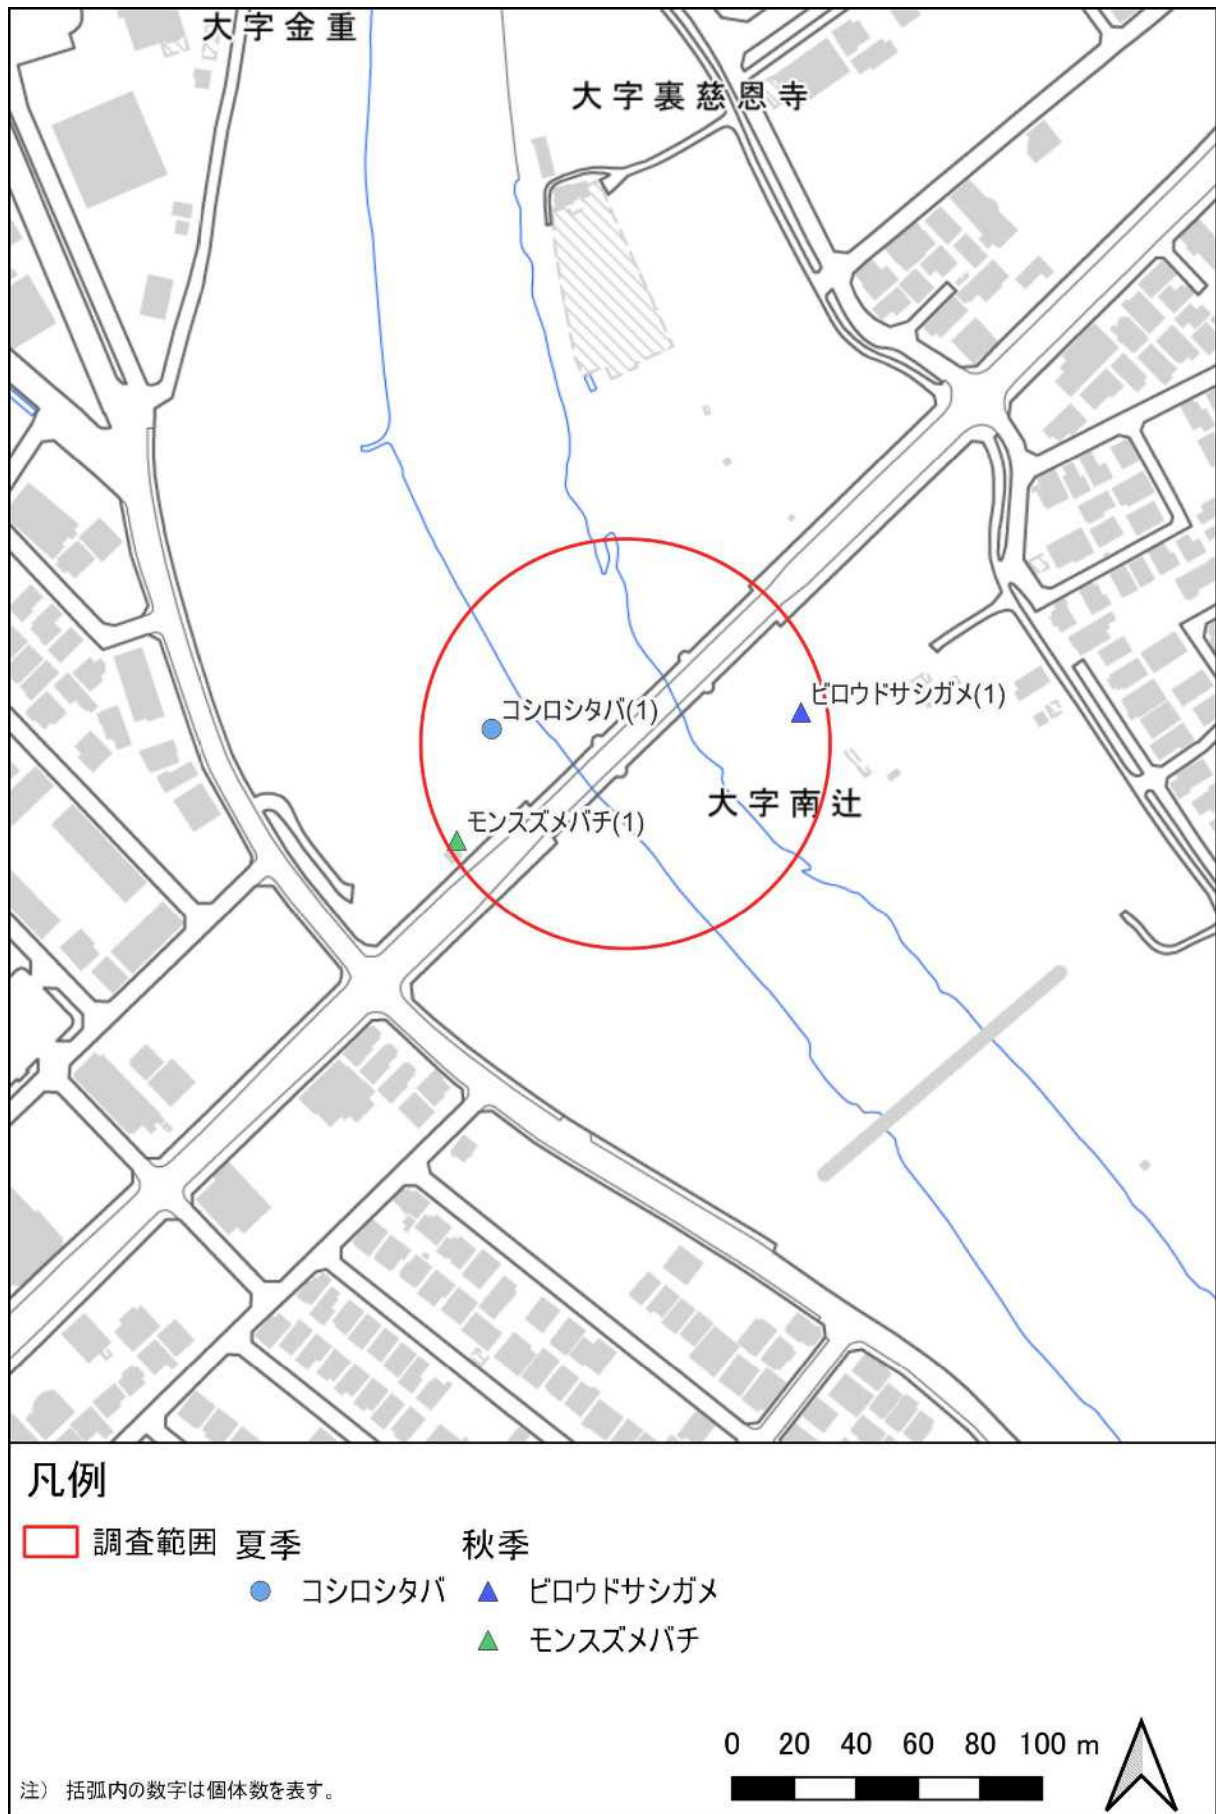 大字金重
大字裏慈恩寺
ビロウドサシガメ(1)
コシロシタバ(1)
大字南辻
モンスズメバチ(1)
凡例
調査範囲 夏季 秋季
コシロシタバ ビロウドサシガメ
モンスズメバチ
0 20 40 60 80 100 m
注） 括弧内の数字は個体数を表す。